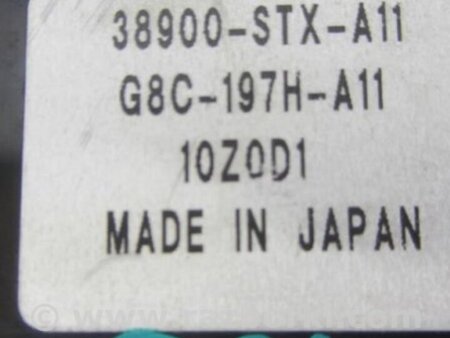 38900-STX-A11
G8C-197H-A11
10Z0D1
MADE IN JAPAN